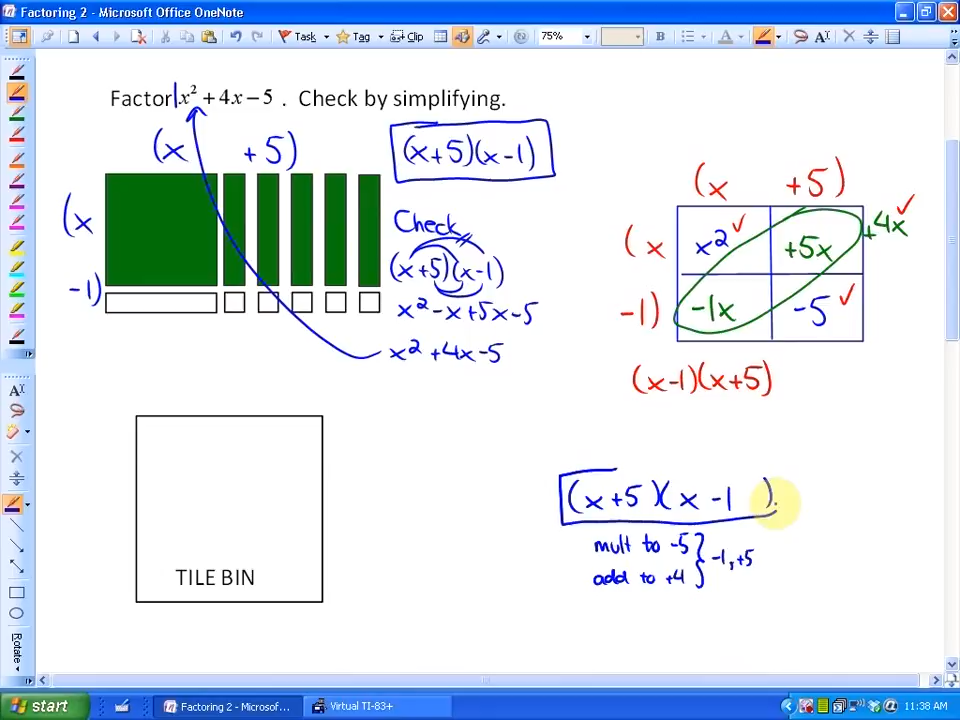 Factoring 2 - Microsoft Office OneNote
Task
Tag
Clip
75%
B
A
Factor x² + 4x − 5 . Check by simplifying.
(x +5)
(x+5)(x-1)
(x
-1)
Check
(x+5)(x-1)
x² -x+5x-5
x² +4x-5
(x +5)
(x
x² ✓
+5x
+4x ✓
-1)
-1x
-5 ✓
(x-1)(x+5)
(x+5)(x -1 )
mult to -5
add to +4
} -1, +5
TILE BIN
Rotate
start
Factoring 2 - Microsof...
Virtual TI-83+
11:38 AM